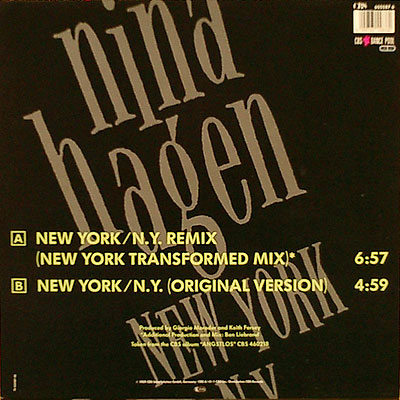 nina
hagen
NEW YORK
N.Y.
CBS DANCE POOL
A NEW YORK/N.Y. REMIX
(NEW YORK TRANSFORMED MIX)* 6:57
B NEW YORK/N.Y. (ORIGINAL VERSION) 4:59
Produced by Giorgio Moroder and Keith Forsey
*Additional Production and Mix: Ben Liebrand
Taken from the CBS album "ANGSTLOS" CBS 460218